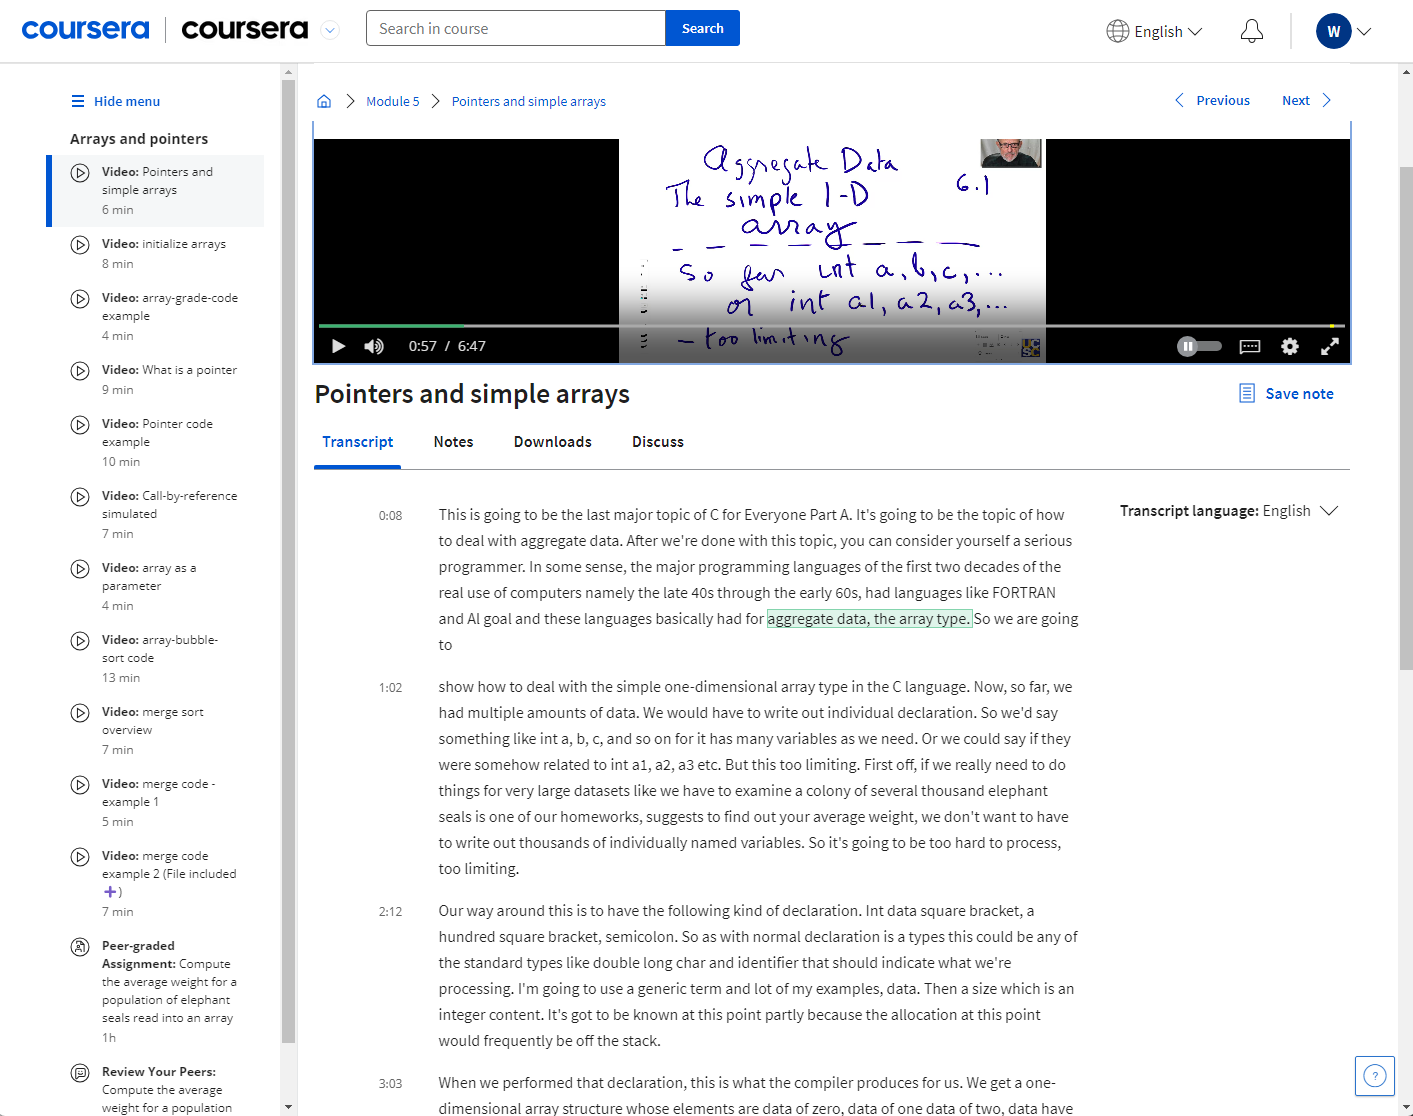 coursera
coursera
Search in course
Search
English
W
Hide menu
Arrays and pointers
Video: Pointers and
simple arrays
6 min
Video: initialize arrays
8 min
Video: array-grade-code
example
4 min
Video: What is a pointer
9 min
Video: Pointer code
example
10 min
Video: Call-by-reference
simulated
7 min
Video: array as a
parameter
4 min
Video: array-bubble-
sort code
13 min
Video: merge sort
overview
7 min
Video: merge code -
example 1
5 min
Video: merge code
example 2 (File included
+)
7 min
Peer-graded
Assignment: Compute
the average weight for a
population of elephant
seals read into an array
1h
Review Your Peers:
Compute the average
weight for a population
Module 5
Pointers and simple arrays
Previous
Next
Aggregate Data
6.1
The simple 1-D
array
so far int a, b, c, ...
or int a1, a2, a3, ...
- too limiting
UC
SC
0:57 / 6:47
Pointers and simple arrays
Save note
Transcript
Notes
Downloads
Discuss
Transcript language: English
0:08
This is going to be the last major topic of C for Everyone Part A. It's going to be the topic of how
to deal with aggregate data. After we're done with this topic, you can consider yourself a serious
programmer. In some sense, the major programming languages of the first two decades of the
real use of computers namely the late 40s through the early 60s, had languages like FORTRAN
and Al goal and these languages basically had for aggregate data, the array type. So we are going
to
1:02
show how to deal with the simple one-dimensional array type in the C language. Now, so far, we
had multiple amounts of data. We would have to write out individual declaration. So we'd say
something like int a, b, c, and so on for it has many variables as we need. Or we could say if they
were somehow related to int a1, a2, a3 etc. But this too limiting. First off, if we really need to do
things for very large datasets like we have to examine a colony of several thousand elephant
seals is one of our homeworks, suggests to find out your average weight, we don't want to have
to write out thousands of individually named variables. So it's going to be too hard to process,
too limiting.
2:12
Our way around this is to have the following kind of declaration. Int data square bracket, a
hundred square bracket, semicolon. So as with normal declaration is a types this could be any of
the standard types like double long char and identifier that should indicate what we're
processing. I'm going to use a generic term and lot of my examples, data. Then a size which is an
integer content. It's got to be known at this point partly because the allocation at this point
would frequently be off the stack.
3:03
When we performed that declaration, this is what the compiler produces for us. We get a one-
dimensional array structure whose elements are data of zero, data of one data of two, data have
?